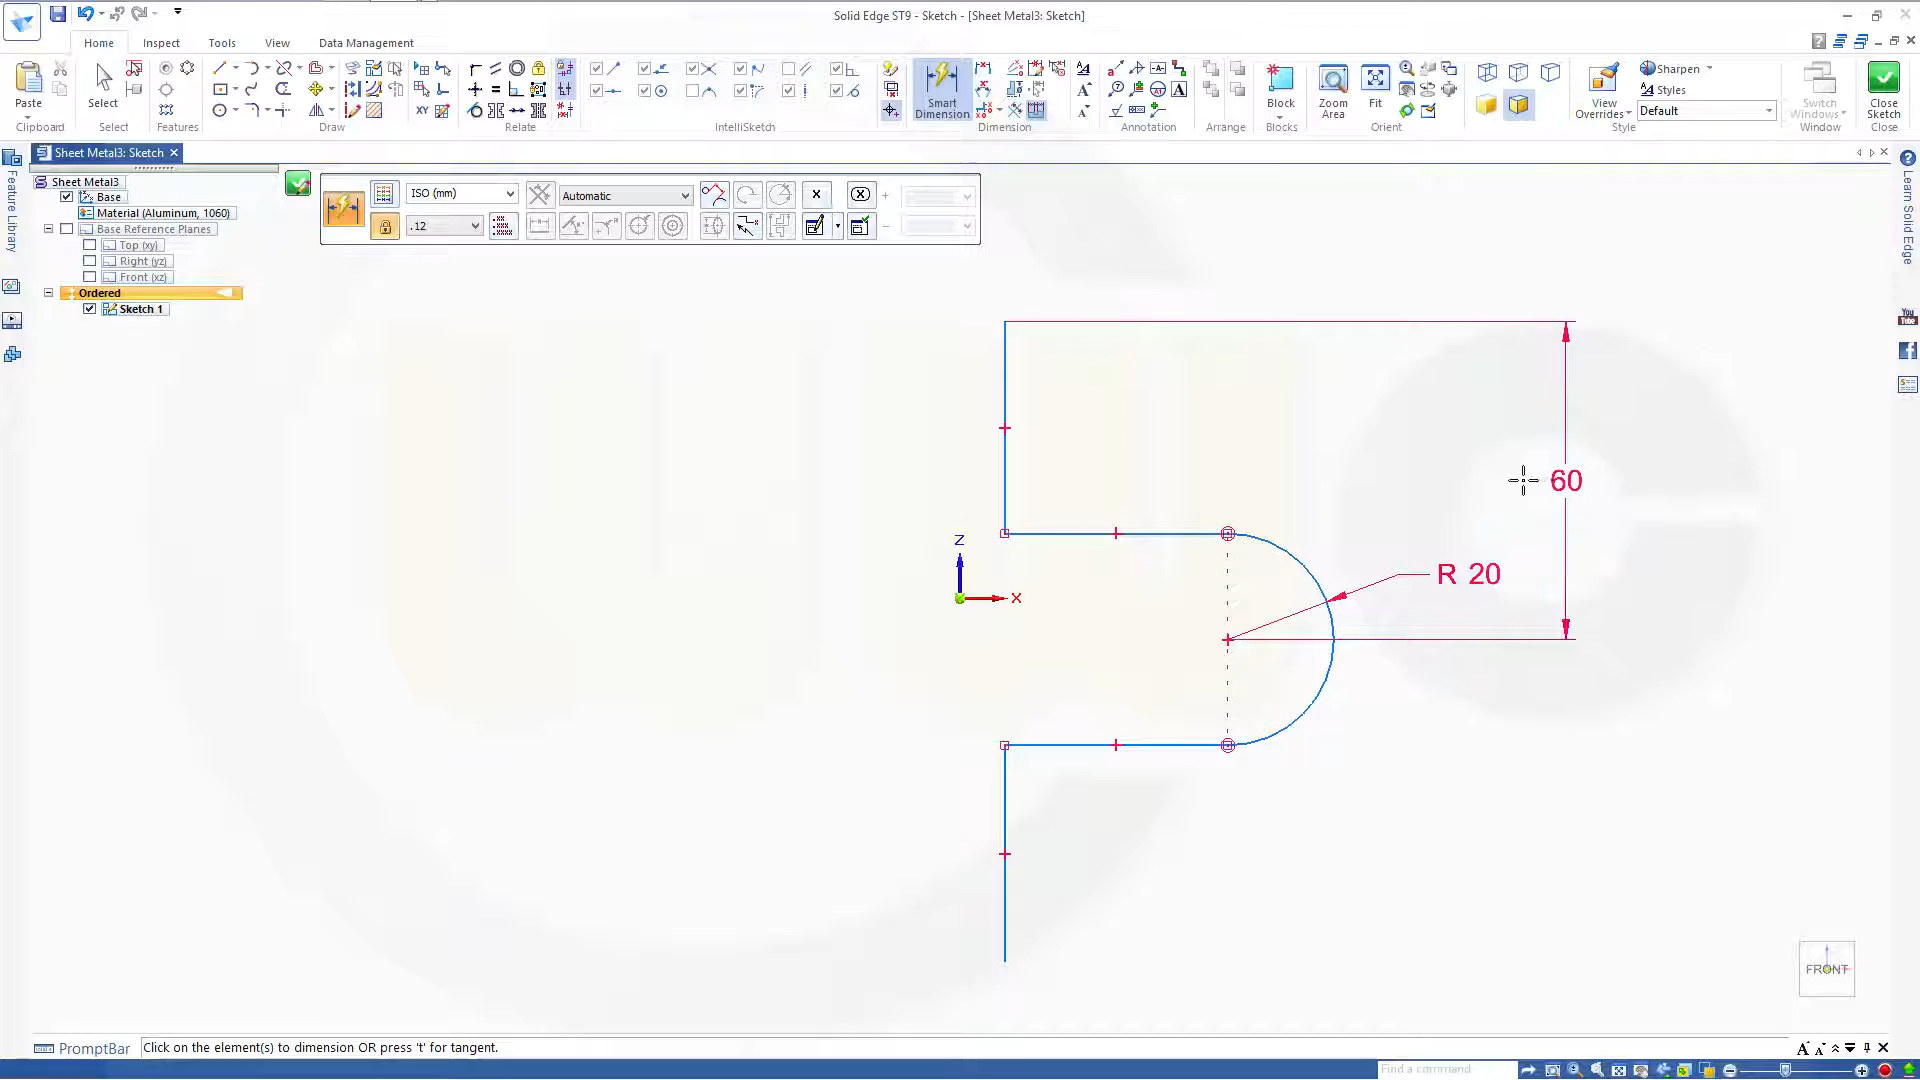 Solid Edge ST9 - Sketch - [Sheet Metal3: Sketch]
Home Inspect Tools View Data Management
Paste
Clipboard
Select
Select
Features
Draw
Relate
IntelliSketch
Smart Dimension
Dimension
Annotation
Arrange
Block
Blocks
Zoom Area
Fit
Orient
View Overrides
Sharpen
Styles
Default
Style
Switch Windows
Window
Close Sketch
Close
Sheet Metal3: Sketch
Feature Library
Sheet Metal3
Base
Material (Aluminum, 1060)
Base Reference Planes
Top (xy)
Right (yz)
Front (xz)
Ordered
Sketch 1
ISO (mm)
Automatic
.12
Learn Solid Edge
You Tube
60
R 20
Z
X
FRONT
PromptBar
Click on the element(s) to dimension OR press 't' for tangent.
Find a command